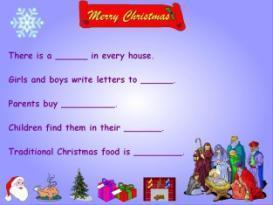 Merry Christmas
There is a ______ in every house.
Girls and boys write letters to ______.
Parents buy __________.
Children find them in their _______.
Traditional Christmas food is _________.